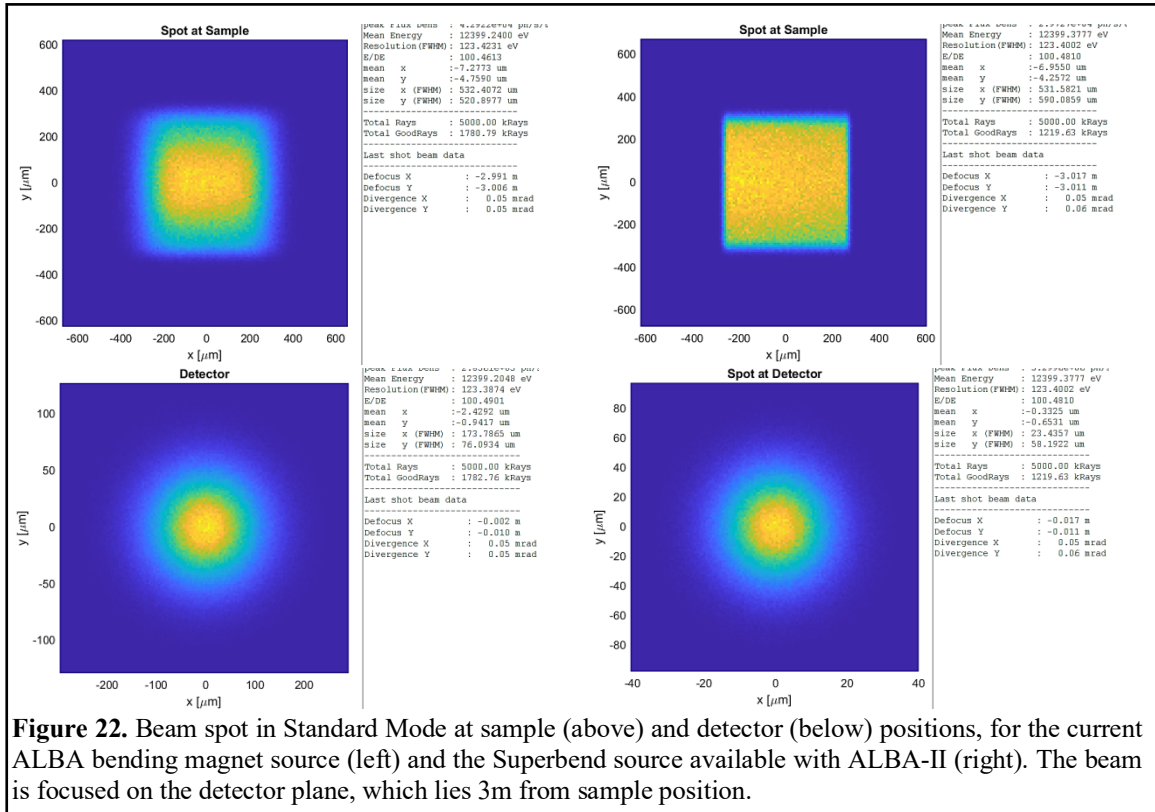 Spot at Sample
600
400
200
0
-200
-400
-600
y [μm]
-600 -400 -200 0 200 400 600
x [μm]
Mean Energy : 12399.2400 eV
Resolution(FWHM): 123.4231 eV
E/DE : 100.4613
mean x :-7.2773 um
mean y :-4.7590 um
size x (FWHM) : 532.4072 um
size y (FWHM) : 520.8977 um
Total Rays : 5000.00 kRays
Total GoodRays : 1780.79 kRays
Last shot beam data
Defocus X : -2.991 m
Defocus Y : -3.006 m
Divergence X : 0.05 mrad
Divergence Y : 0.05 mrad
Spot at Sample
600
400
200
0
-200
-400
-600
y [μm]
-600 -400 -200 0 200 400 600
x [μm]
Mean Energy : 12399.3777 eV
Resolution(FWHM): 123.4002 eV
E/DE : 100.4810
mean x :-6.9550 um
mean y :-4.2572 um
size x (FWHM) : 531.5821 um
size y (FWHM) : 590.0859 um
Total Rays : 5000.00 kRays
Total GoodRays : 1219.63 kRays
Last shot beam data
Defocus X : -3.017 m
Defocus Y : -3.011 m
Divergence X : 0.05 mrad
Divergence Y : 0.06 mrad
Detector
100
50
0
-50
-100
y [μm]
-200 -100 0 100 200
x [μm]
Mean Energy : 12399.2048 eV
Resolution(FWHM): 123.3874 eV
E/DE : 100.4901
mean x :-2.4292 um
mean y :-0.9417 um
size x (FWHM) : 173.7865 um
size y (FWHM) : 76.0934 um
Total Rays : 5000.00 kRays
Total GoodRays : 1782.76 kRays
Last shot beam data
Defocus X : -0.002 m
Defocus Y : -0.010 m
Divergence X : 0.05 mrad
Divergence Y : 0.05 mrad
Spot at Detector
80
60
40
20
0
-20
-40
-60
-80
y [μm]
-40 -20 0 20 40
x [μm]
Mean Energy : 12399.3777 eV
Resolution(FWHM): 123.4002 eV
E/DE : 100.4810
mean x :-0.3325 um
mean y :-0.6531 um
size x (FWHM) : 23.4357 um
size y (FWHM) : 58.1922 um
Total Rays : 5000.00 kRays
Total GoodRays : 1219.63 kRays
Last shot beam data
Defocus X : -0.017 m
Defocus Y : -0.011 m
Divergence X : 0.05 mrad
Divergence Y : 0.06 mrad
Figure 22. Beam spot in Standard Mode at sample (above) and detector (below) positions, for the current
ALBA bending magnet source (left) and the Superbend source available with ALBA-II (right). The beam
is focused on the detector plane, which lies 3m from sample position.